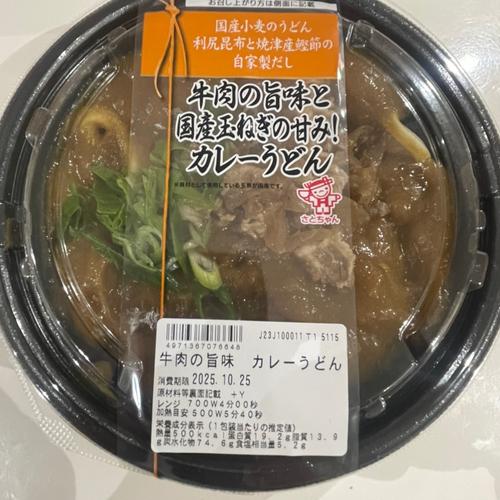 お召し上がり方は側面に記載
国産小麦のうどん
利尻昆布と焼津産鰹節の
自家製だし
牛肉の旨味と
国産玉ねぎの甘み!
カレーうどん
※具材として使用している玉葱が国産です。
さとちゃん
J23J100011T1 5115
4971367076648
牛肉の旨味 カレーうどん
消費期限 2025.10.25
原材料等裏面記載 +Y
レンジ 700W4分00秒
加熱目安500W5分40秒
栄養成分表示(1包装当たりの推定値)
熱量500kcal蛋白質19.2g脂質13.9
g炭水化物74.6g食塩相当量5.2g